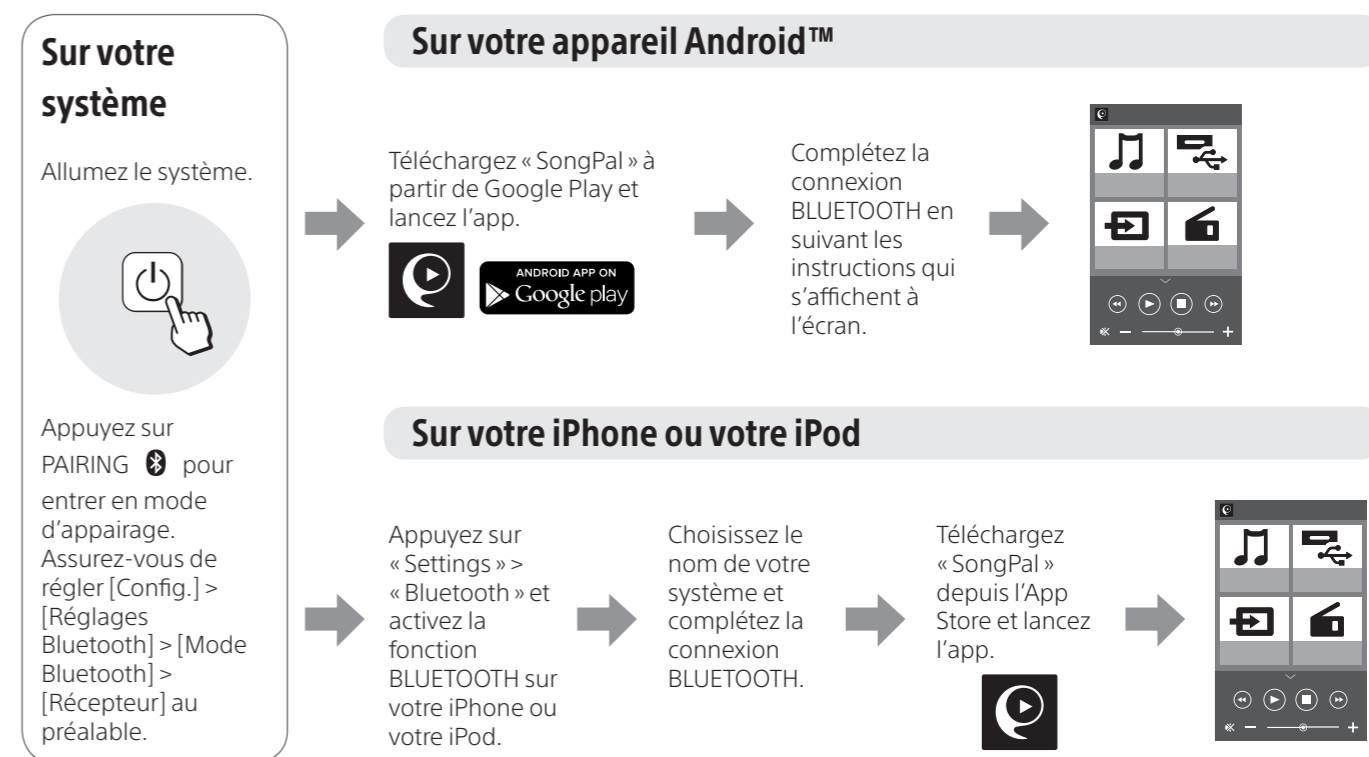 Sur votre
système
Allumez le système.
Appuyez sur
PAIRING pour
entrer en mode
d'appairage.
Assurez-vous de
régler [Config.] >
[Réglages
Bluetooth] > [Mode
Bluetooth] >
[Récepteur] au
préalable.
Sur votre appareil Android™
Téléchargez « SongPal » à
partir de Google Play et
lancez l’app.
ANDROID APP ON
Google play
Complétez la
connexion
BLUETOOTH en
suivant les
instructions qui
s’affichent à
l’écran.
Sur votre iPhone ou votre iPod
Appuyez sur
« Settings » >
« Bluetooth » et
activez la
fonction
BLUETOOTH sur
votre iPhone ou
votre iPod.
Choisissez le
nom de votre
système et
complétez la
connexion
BLUETOOTH.
Téléchargez
« SongPal »
depuis l’App
Store et lancez
l’app.